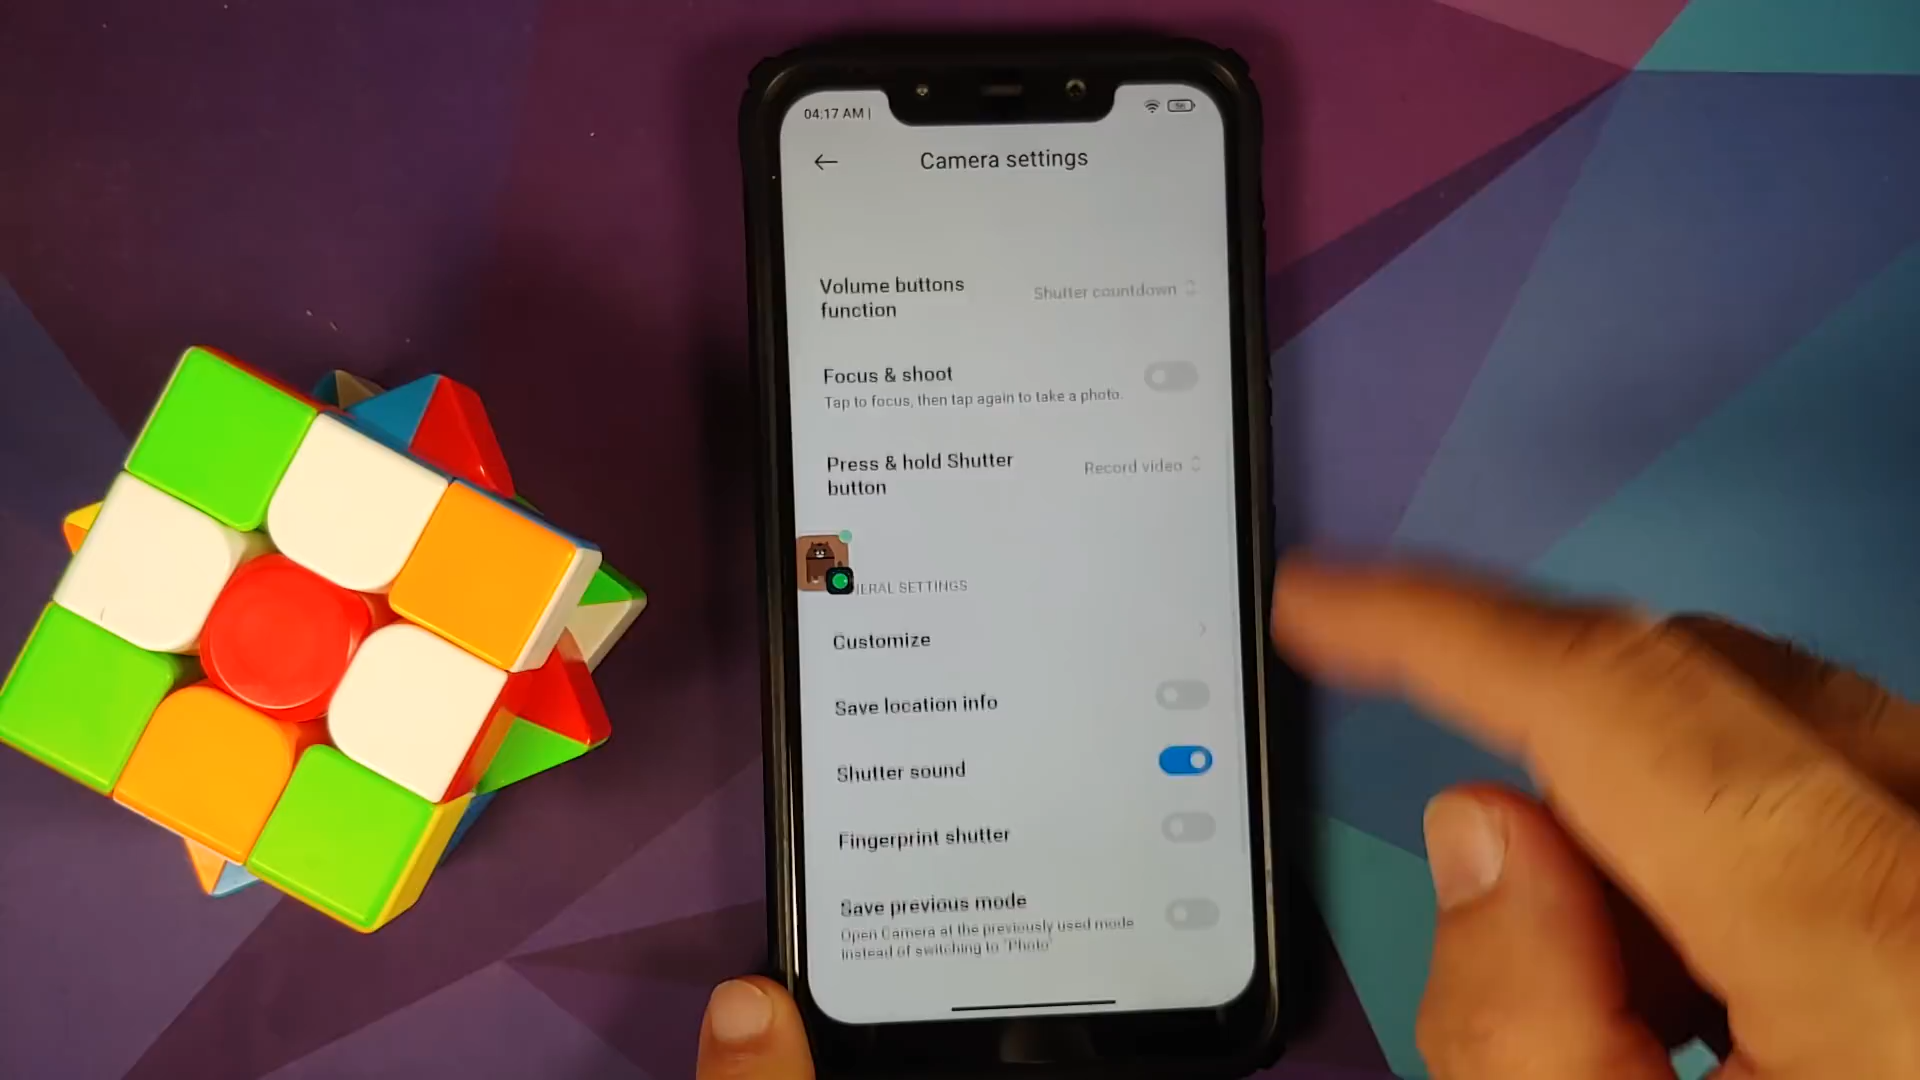 04:17 AM |
56
Camera settings
Volume buttons
function
Shutter countdown
Focus & shoot
Tap to focus, then tap again to take a photo.
Press & hold Shutter
button
Record video
ERAL SETTINGS
Customize
Save location info
Shutter sound
Fingerprint shutter
Save previous mode
Open Camera at the previously used mode
instead of switching to "Photo"